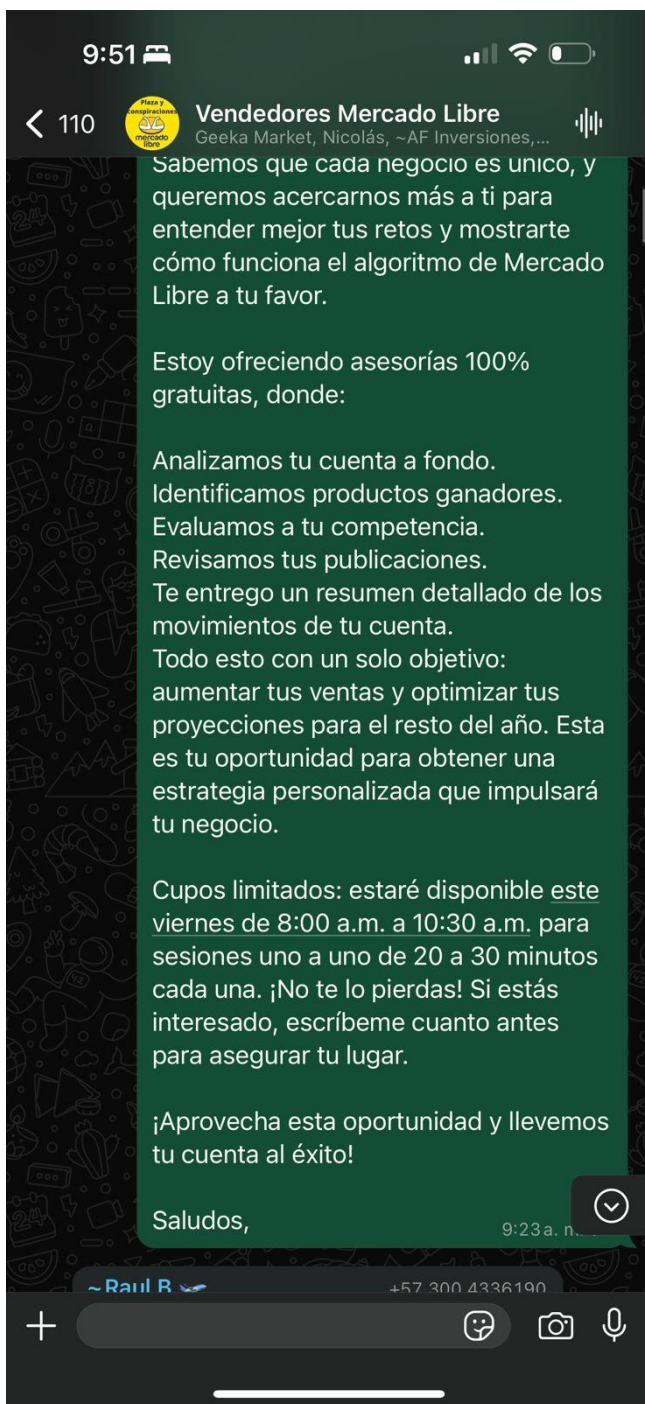 9:51
110
Plaza y
conspiraciones
mercado
libre
Vendedores Mercado Libre
Geeka Market, Nicolás, ~AF Inversiones,...
Sabemos que cada negocio es único, y
queremos acercarnos más a ti para
entender mejor tus retos y mostrarte
cómo funciona el algoritmo de Mercado
Libre a tu favor.
Estoy ofreciendo asesorías 100%
gratuitas, donde:
Analizamos tu cuenta a fondo.
Identificamos productos ganadores.
Evaluamos a tu competencia.
Revisamos tus publicaciones.
Te entrego un resumen detallado de los
movimientos de tu cuenta.
Todo esto con un solo objetivo:
aumentar tus ventas y optimizar tus
proyecciones para el resto del año. Esta
es tu oportunidad para obtener una
estrategia personalizada que impulsará
tu negocio.
Cupos limitados: estaré disponible este
viernes de 8:00 a.m. a 10:30 a.m. para
sesiones uno a uno de 20 a 30 minutos
cada una. ¡No te lo pierdas! Si estás
interesado, escríbeme cuanto antes
para asegurar tu lugar.
¡Aprovecha esta oportunidad y llevemos
tu cuenta al éxito!
Saludos,
9:23 a.
~Raul B +57 300 4336190